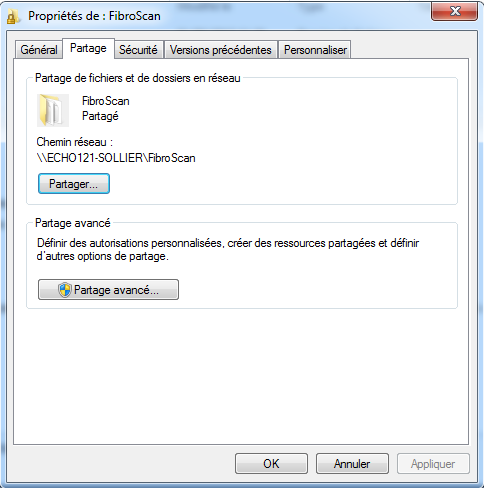 Propriétés de : FibroScan
Général
Partage
Sécurité
Versions précédentes
Personnaliser
Partage de fichiers et de dossiers en réseau
FibroScan
Partagé
Chemin réseau :
\\ECHO121-SOLLIER\FibroScan
Partager...
Partage avancé
Définir des autorisations personnalisées, créer des ressources partagées et définir
d'autres options de partage.
Partage avancé...
OK
Annuler
Appliquer